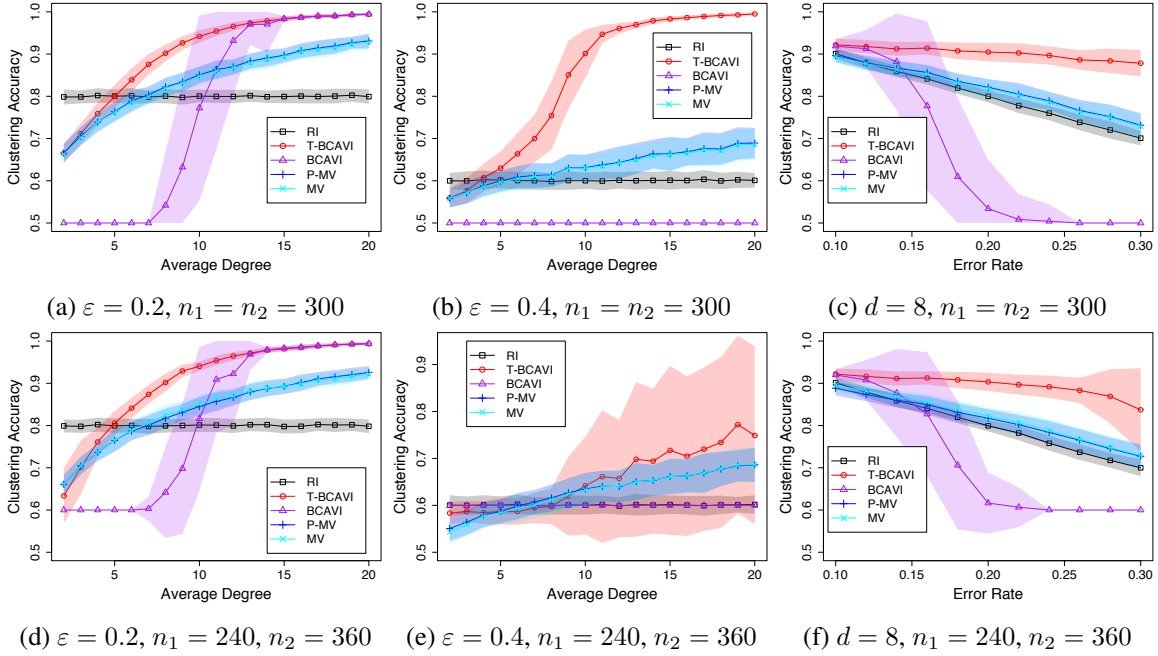 Clustering Accuracy
1.0
0.9
0.8
0.7
0.6
0.5
RI
T-BCAVI
BCAVI
P-MV
MV
5 10 15 20
Average Degree
(a) ε = 0.2, n₁ = n₂ = 300
Clustering Accuracy
1.0
0.9
0.8
0.7
0.6
0.5
RI
T-BCAVI
BCAVI
P-MV
MV
5 10 15 20
Average Degree
(b) ε = 0.4, n₁ = n₂ = 300
Clustering Accuracy
1.0
0.9
0.8
0.7
0.6
0.5
RI
T-BCAVI
BCAVI
P-MV
MV
0.10 0.15 0.20 0.25 0.30
Error Rate
(c) d = 8, n₁ = n₂ = 300
Clustering Accuracy
1.0
0.9
0.8
0.7
0.6
0.5
RI
T-BCAVI
BCAVI
P-MV
MV
5 10 15 20
Average Degree
(d) ε = 0.2, n₁ = 240, n₂ = 360
Clustering Accuracy
0.9
0.8
0.7
0.6
0.5
RI
T-BCAVI
BCAVI
P-MV
MV
5 10 15 20
Average Degree
(e) ε = 0.4, n₁ = 240, n₂ = 360
Clustering Accuracy
1.0
0.9
0.8
0.7
0.6
0.5
RI
T-BCAVI
BCAVI
P-MV
MV
0.10 0.15 0.20 0.25 0.30
Error Rate
(f) d = 8, n₁ = 240, n₂ = 360